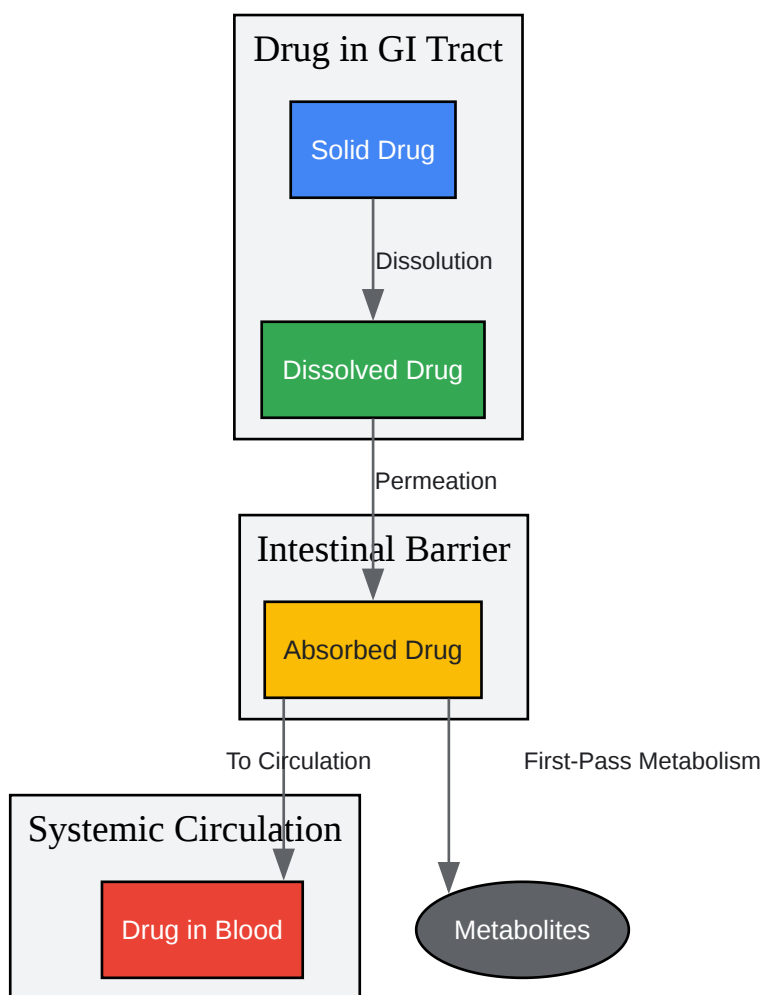 Drug in GI Tract
Solid Drug
Dissolution
Dissolved Drug
Permeation
Intestinal Barrier
Absorbed Drug
To Circulation
First-Pass Metabolism
Systemic Circulation
Drug in Blood
Metabolites